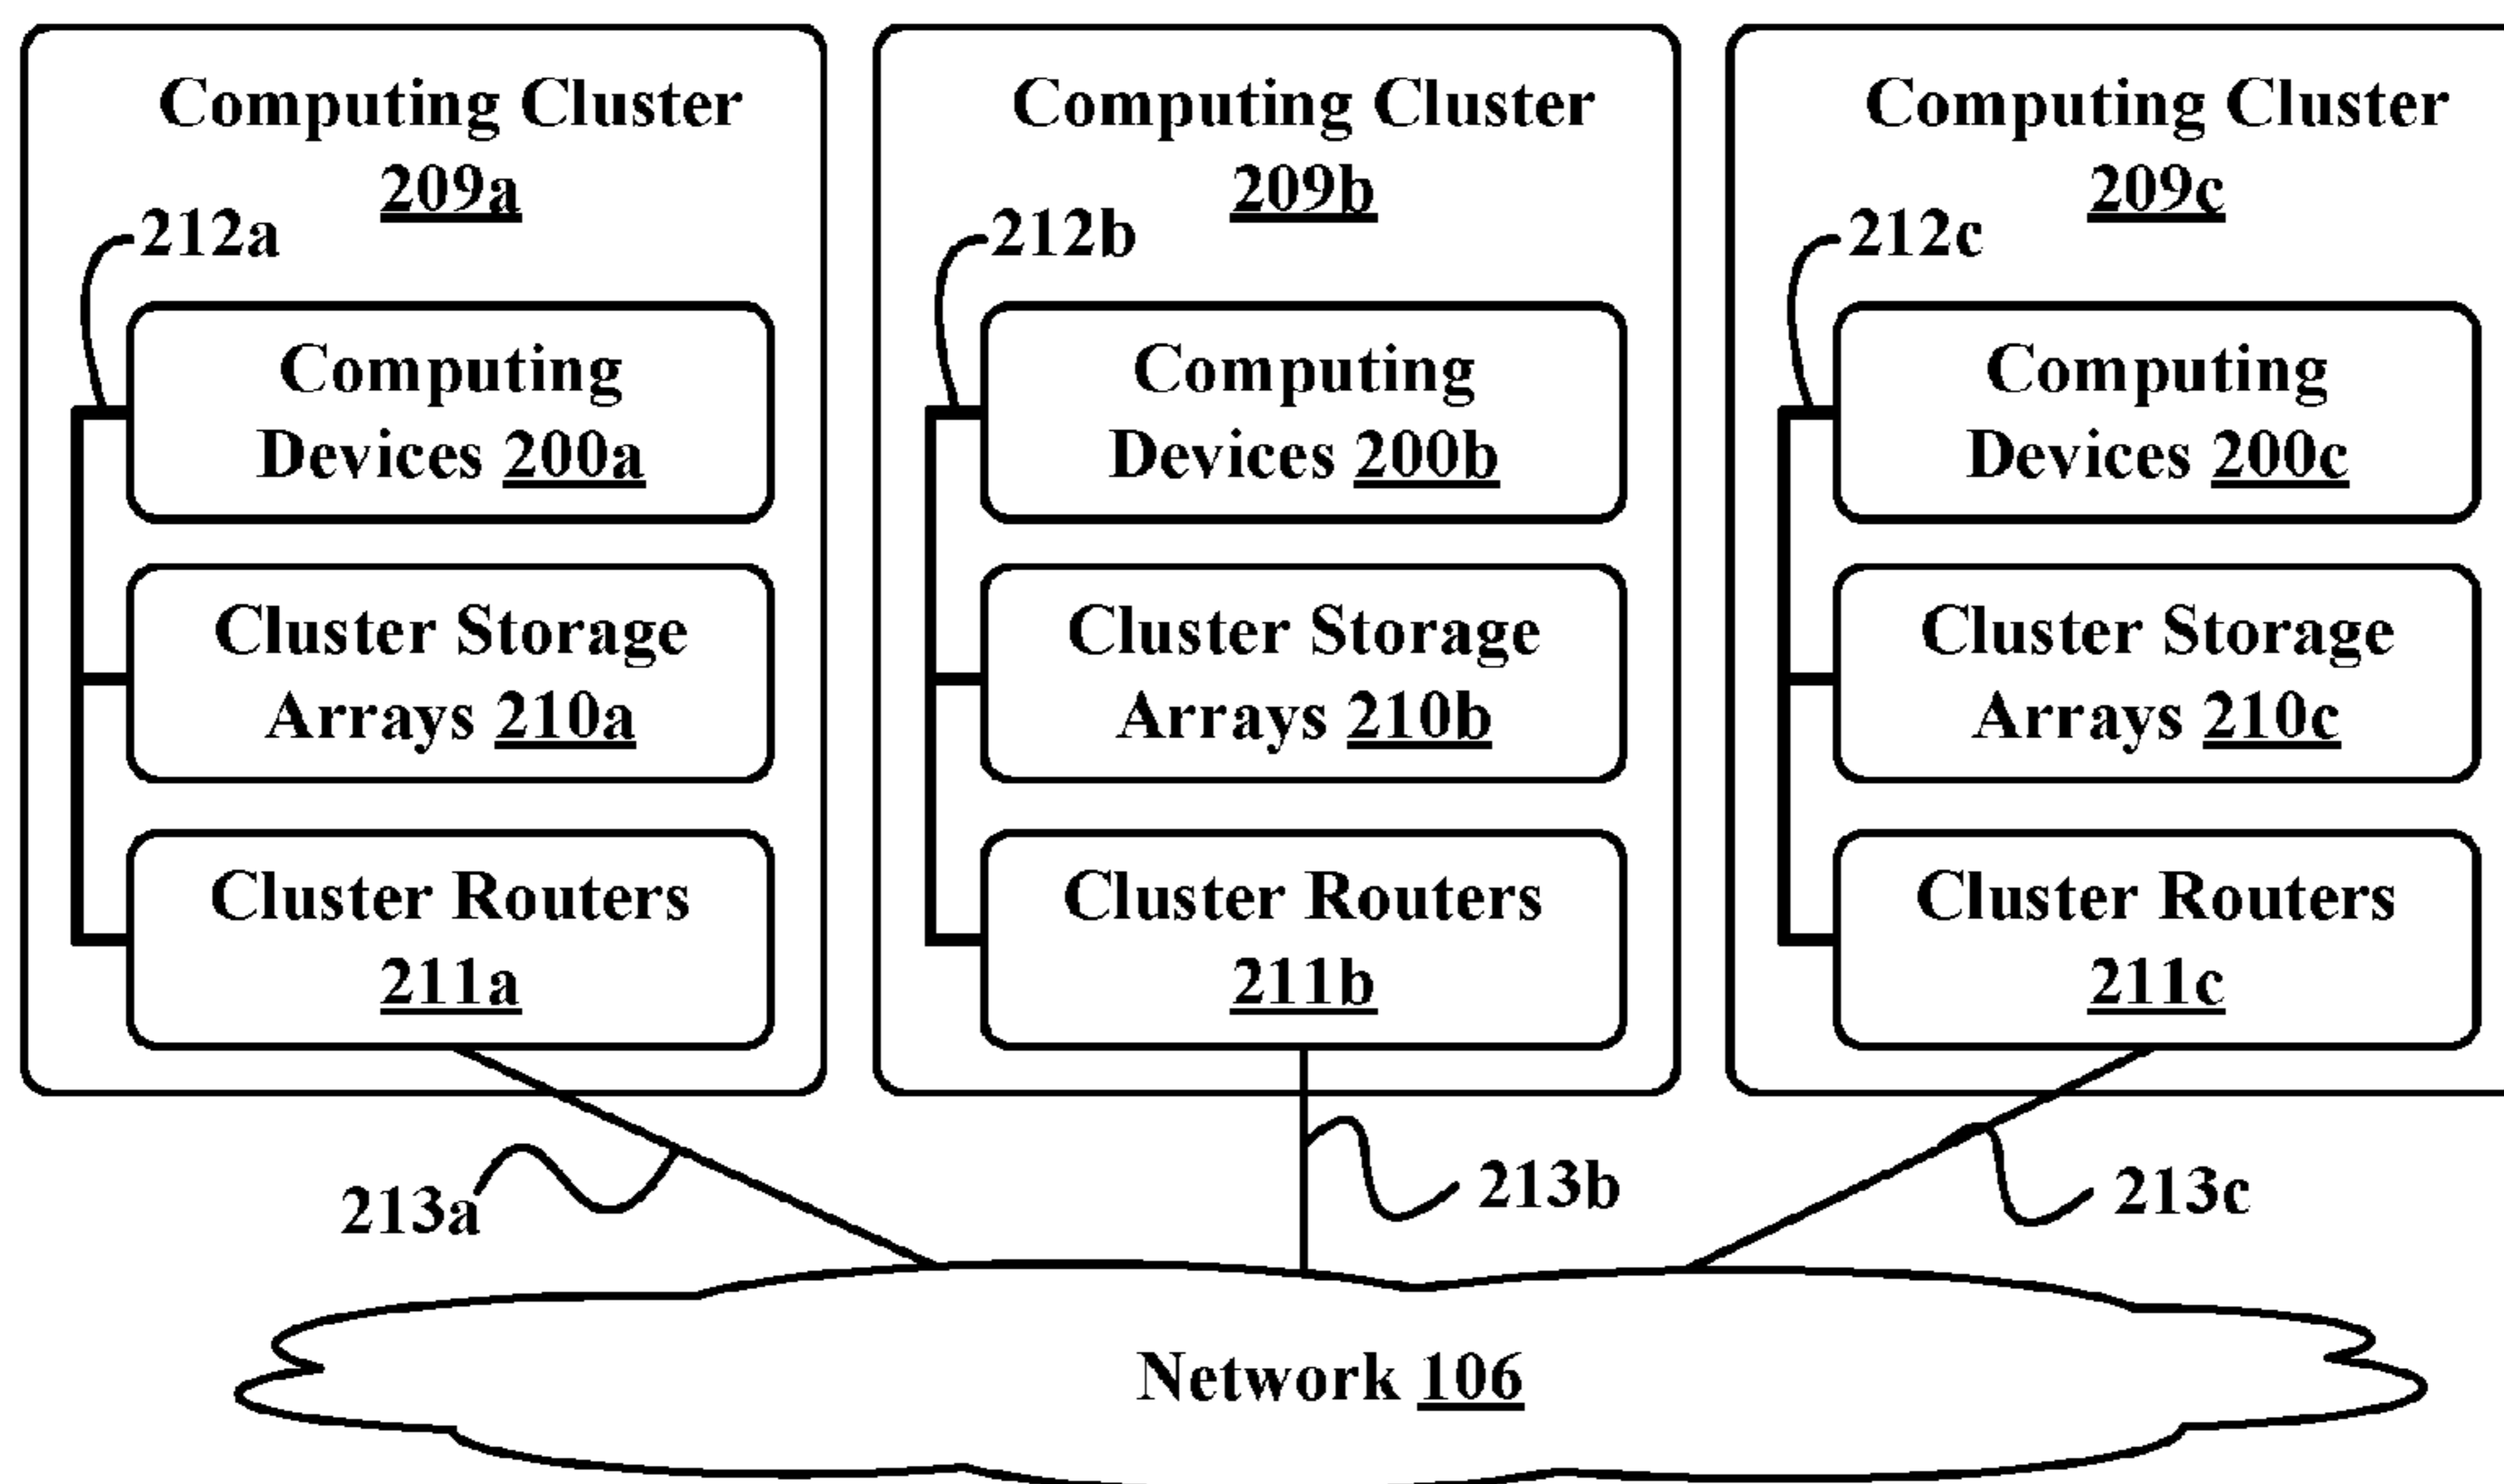 Computing Cluster
209a
212a
Computing
Devices 200a
Cluster Storage
Arrays 210a
Cluster Routers
211a
Computing Cluster
209b
212b
Computing
Devices 200b
Cluster Storage
Arrays 210b
Cluster Routers
211b
Computing Cluster
209c
212c
Computing
Devices 200c
Cluster Storage
Arrays 210c
Cluster Routers
211c
213a
213b
213c
Network 106